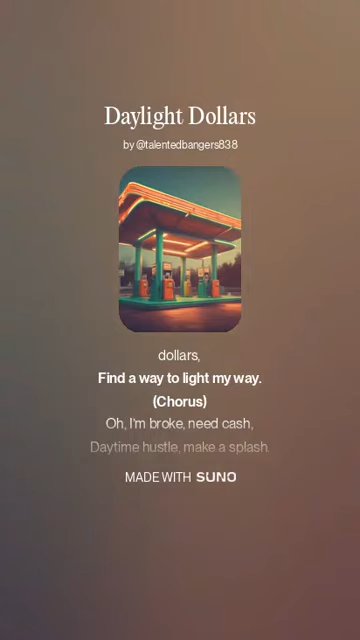 Daylight Dollars
by @talentedbangers838
dollars,
Find a way to light my way.
(Chorus)
Oh, I'm broke, need cash,
Daytime hustle, make a splash.
MADE WITH SUNO